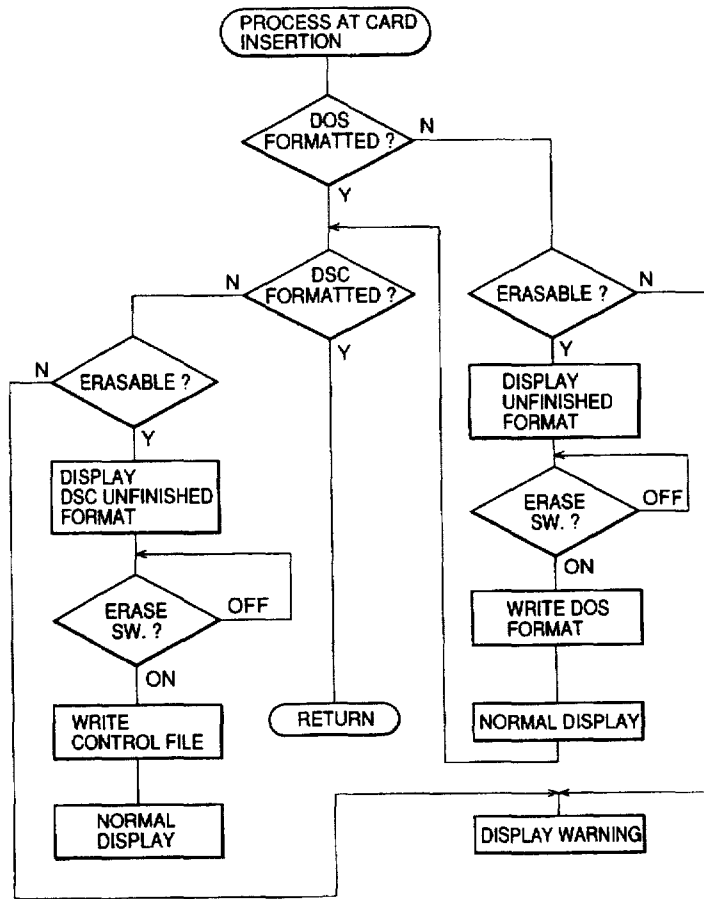 PROCESS AT CARD
INSERTION
DOS
FORMATTED ?
N
Y
N
DSC
FORMATTED ?
Y
ERASABLE ?
N
Y
N
ERASABLE ?
Y
DISPLAY
UNFINISHED
FORMAT
DISPLAY
DSC UNFINISHED
FORMAT
ERASE
SW. ?
OFF
ON
ERASE
SW. ?
OFF
ON
WRITE DOS
FORMAT
WRITE
CONTROL FILE
RETURN
NORMAL DISPLAY
NORMAL
DISPLAY
DISPLAY WARNING